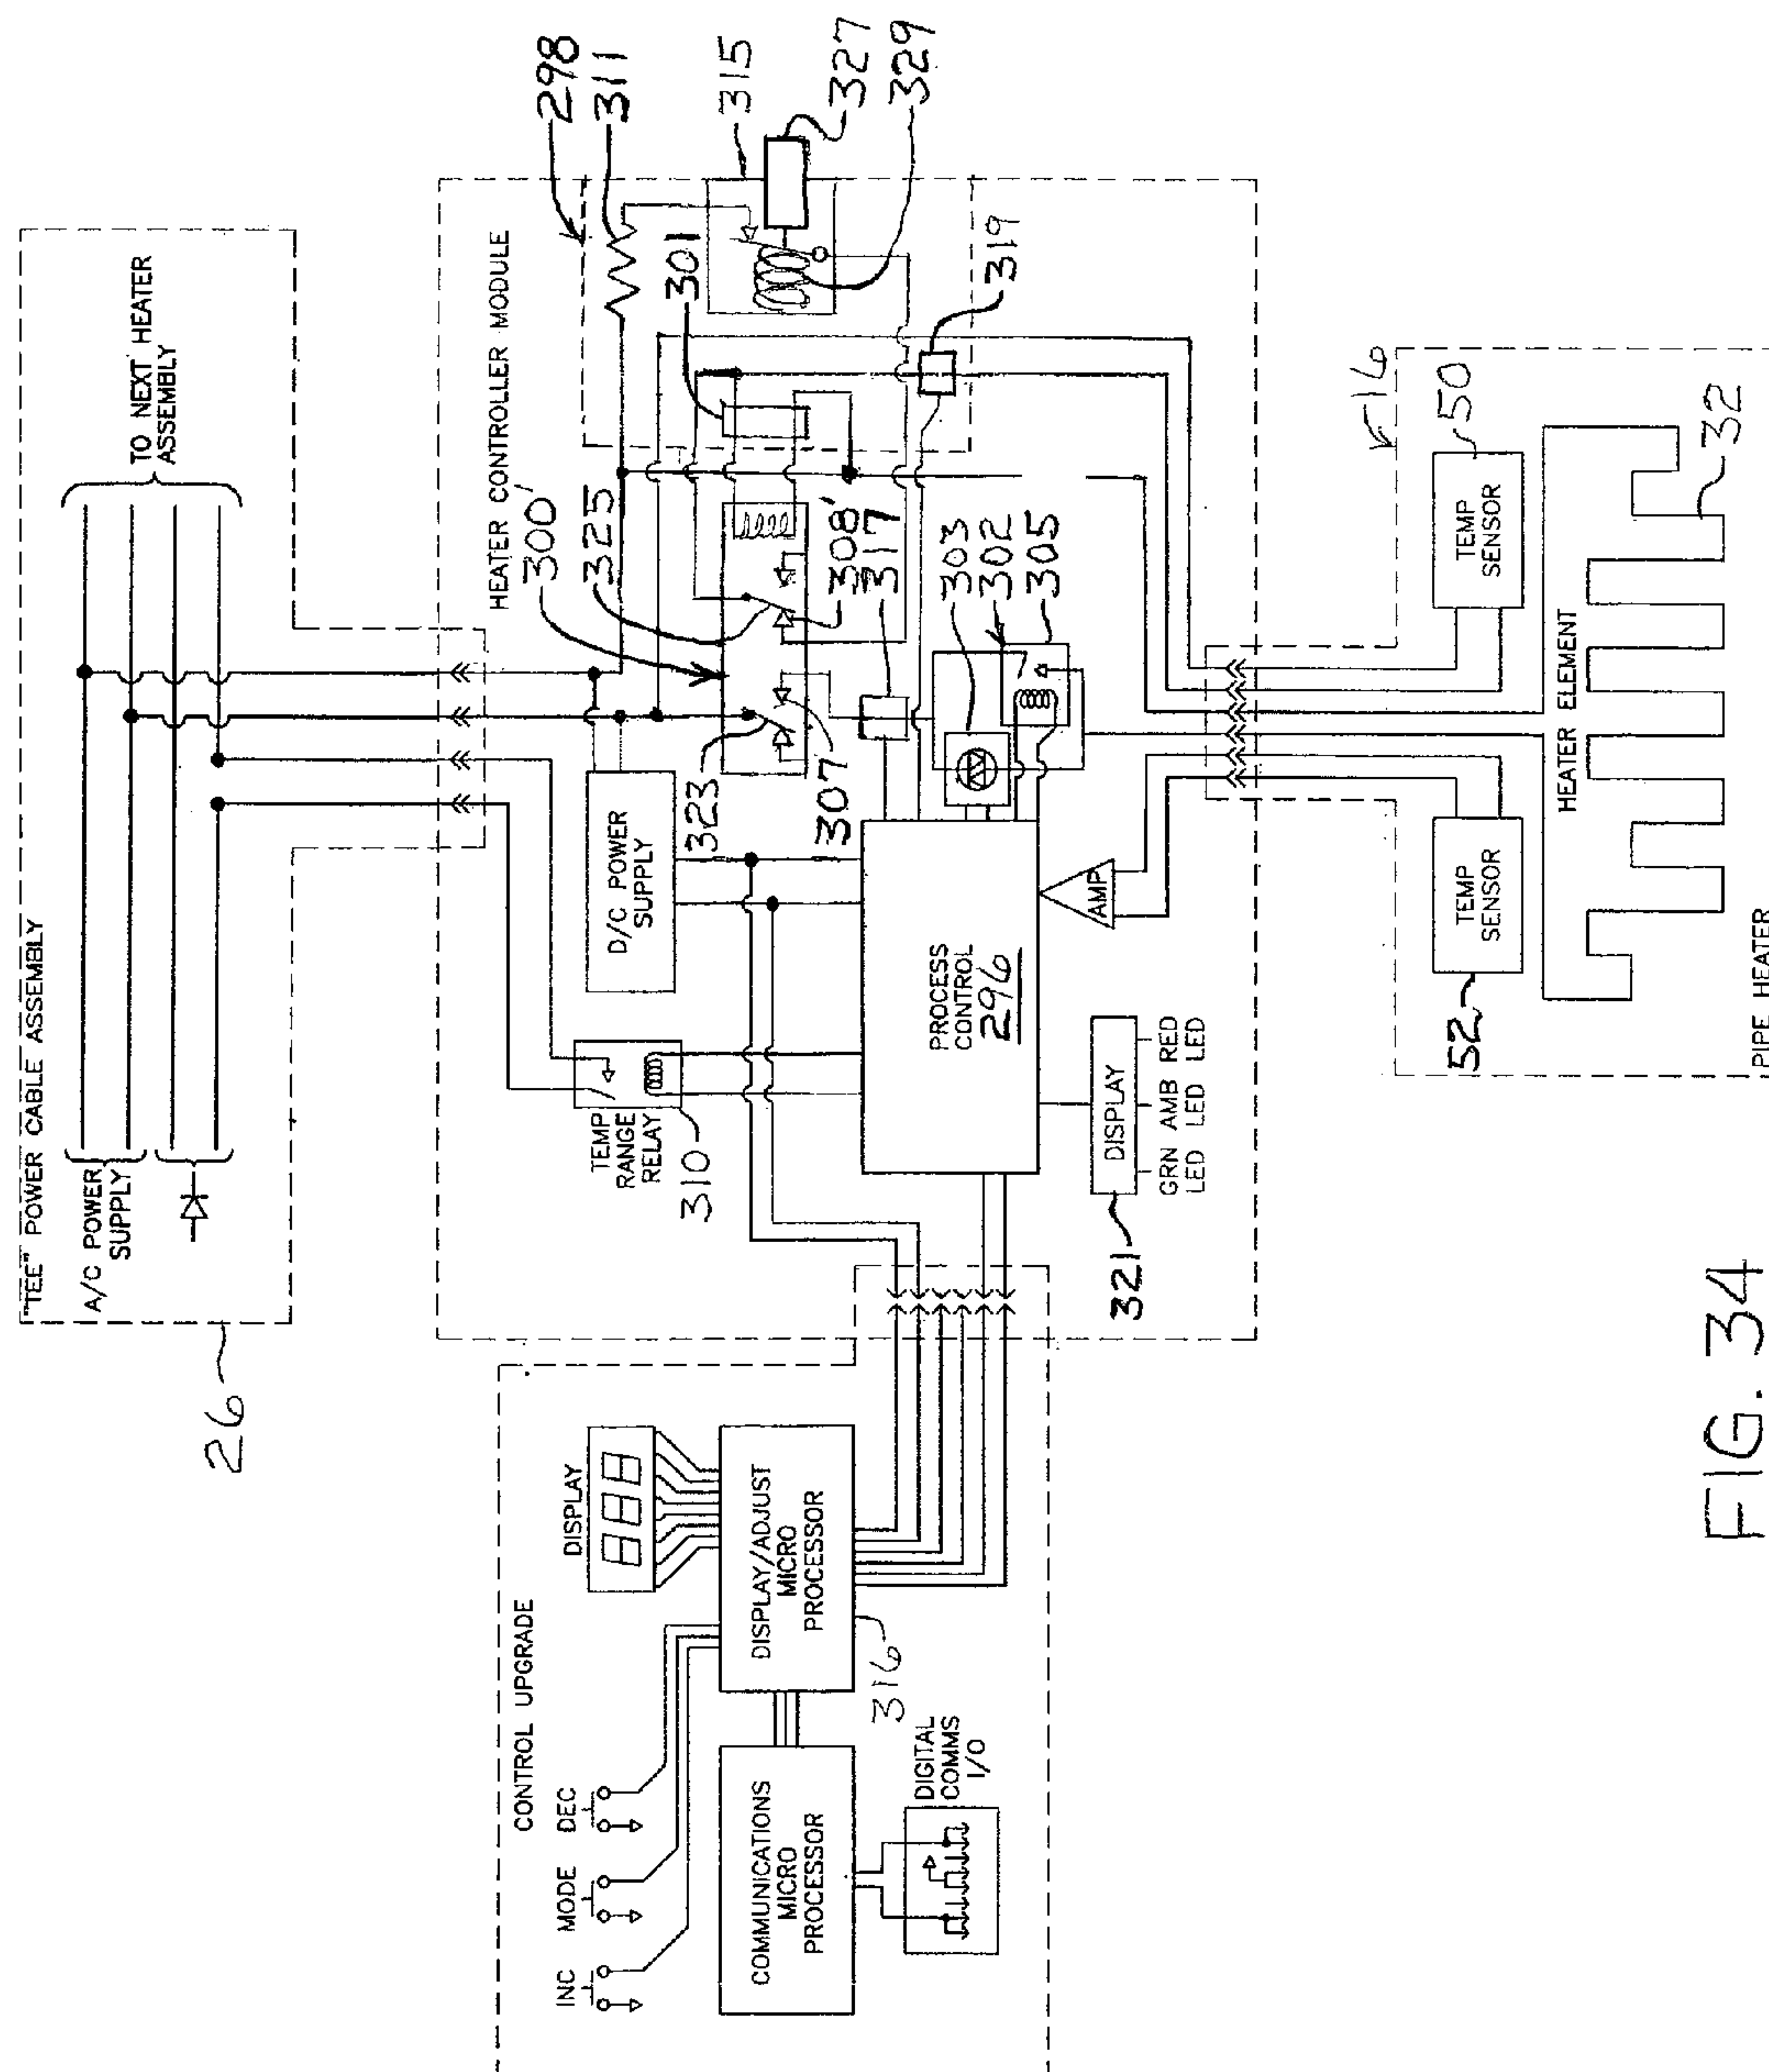 "TEE" POWER CABLE ASSEMBLY
A/C POWER
SUPPLY
TO NEXT HEATER
ASSEMBLY
26
HEATER CONTROLLER MODULE
298
311
315
327
329
301
319
300'
325
308'
317
303
302
305
323
307
D/C POWER
SUPPLY
TEMP
RANGE
RELAY
310
PROCESS
CONTROL
296
AMP
DISPLAY
321
GRN AMB RED
LED LED LED
CONTROL UPGRADE
INC MODE DEC
DISPLAY
DISPLAY/ADJUST
MICRO
PROCESSOR
316
COMMUNICATIONS
MICRO
PROCESSOR
DIGITAL
COMMS
I/O
16
TEMP
SENSOR
50
HEATER ELEMENT
32
TEMP
SENSOR
52
PIPE HEATER
FIG. 34